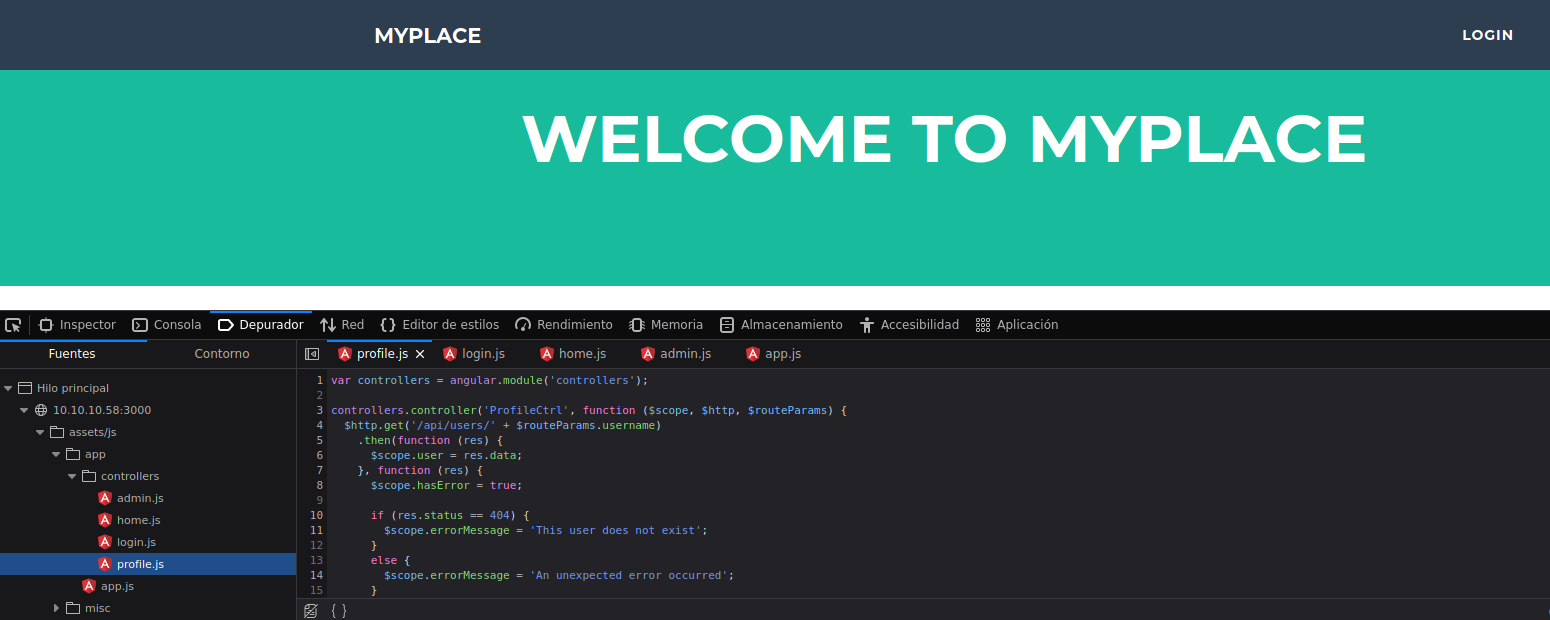 MYPLACE LOGIN
WELCOME TO MYPLACE
Inspector Consola Depurador Red Editor de estilos Rendimiento Memoria Almacenamiento Accesibilidad Aplicación
Fuentes Contorno
profile.js login.js home.js admin.js app.js
Hilo principal
10.10.10.58:3000
assets/js
app
controllers
admin.js
home.js
login.js
profile.js
app.js
misc
1 var controllers = angular.module('controllers');
2
3 controllers.controller('ProfileCtrl', function ($scope, $http, $routeParams) {
4 $http.get('/api/users/' + $routeParams.username)
5 .then(function (res) {
6 $scope.user = res.data;
7 }, function (res) {
8 $scope.hasError = true;
9
10 if (res.status == 404) {
11 $scope.errorMessage = 'This user does not exist';
12 }
13 else {
14 $scope.errorMessage = 'An unexpected error occurred';
15 }
{ }